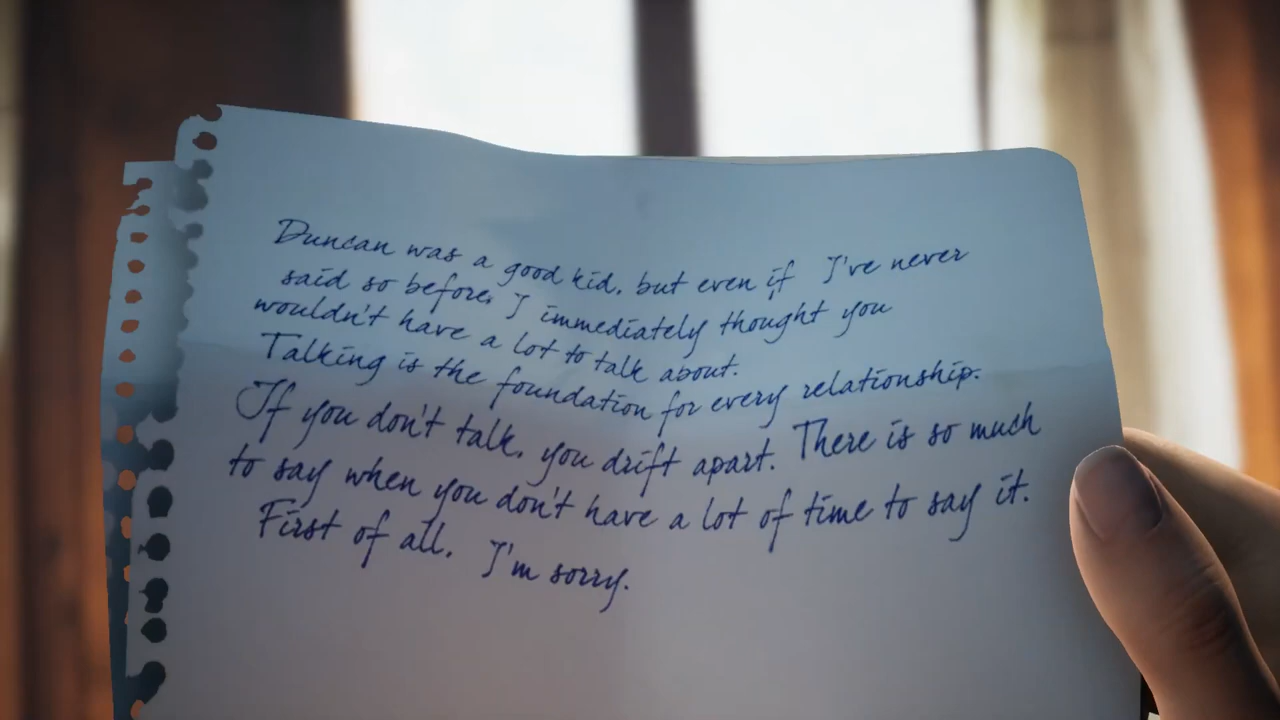 Duncan was a good kid, but even if I've never
said so before, I immediately thought you
wouldn't have a lot to talk about.
Talking is the foundation for every relationship.
If you don't talk, you drift apart. There is so much
to say when you don't have a lot of time to say it.
First of all, I'm sorry.